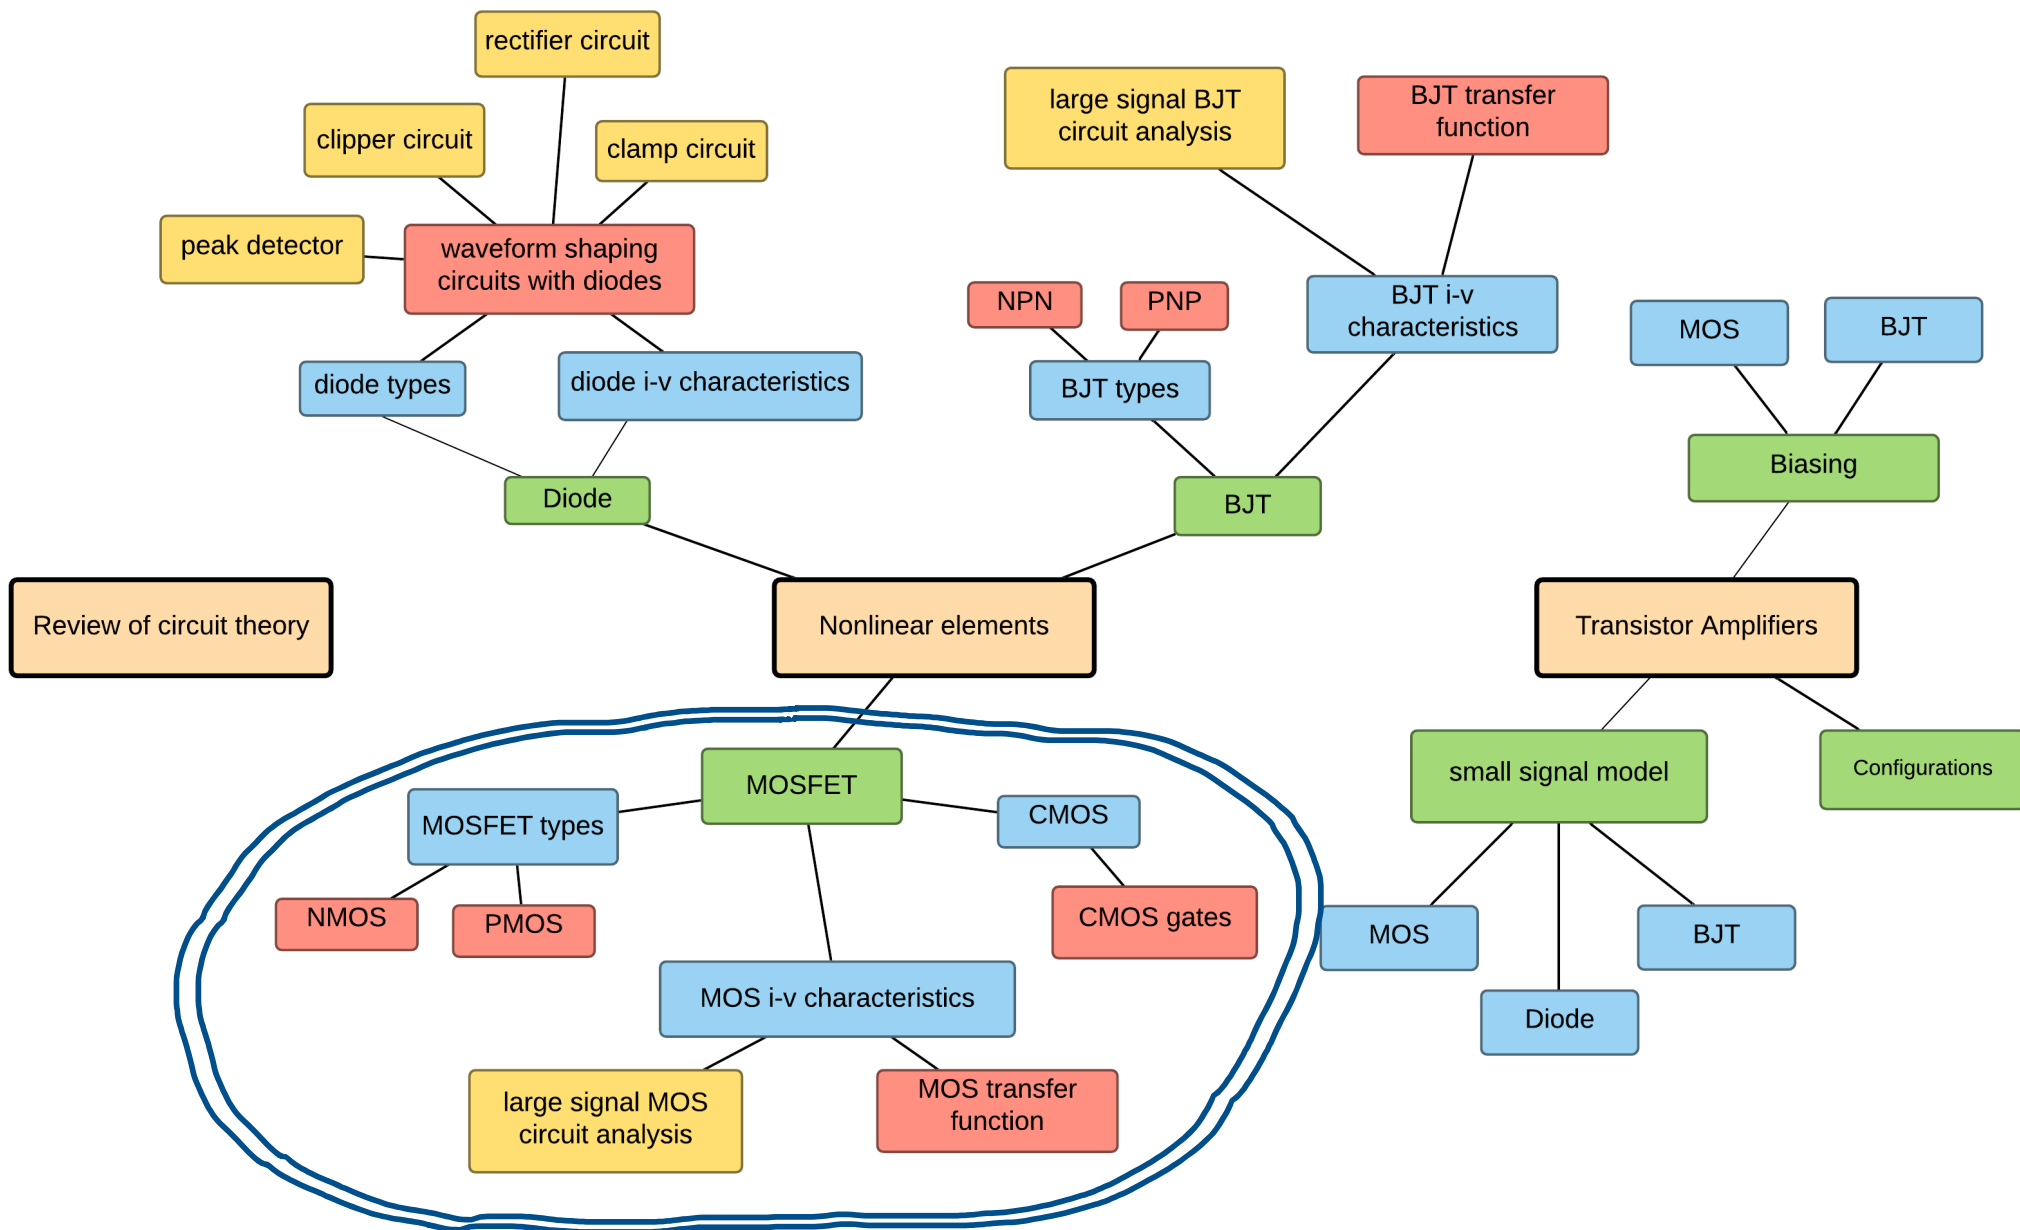 rectifier circuit
clipper circuit
clamp circuit
peak detector
waveform shaping
circuits with diodes
diode types
diode i-v characteristics
Diode
large signal BJT
circuit analysis
BJT transfer
function
NPN
PNP
BJT i-v
characteristics
BJT types
BJT
MOS
BJT
Biasing
Review of circuit theory
Nonlinear elements
Transistor Amplifiers
MOSFET
MOSFET types
CMOS
NMOS
PMOS
CMOS gates
MOS i-v characteristics
large signal MOS
circuit analysis
MOS transfer
function
small signal model
Configurations
MOS
BJT
Diode